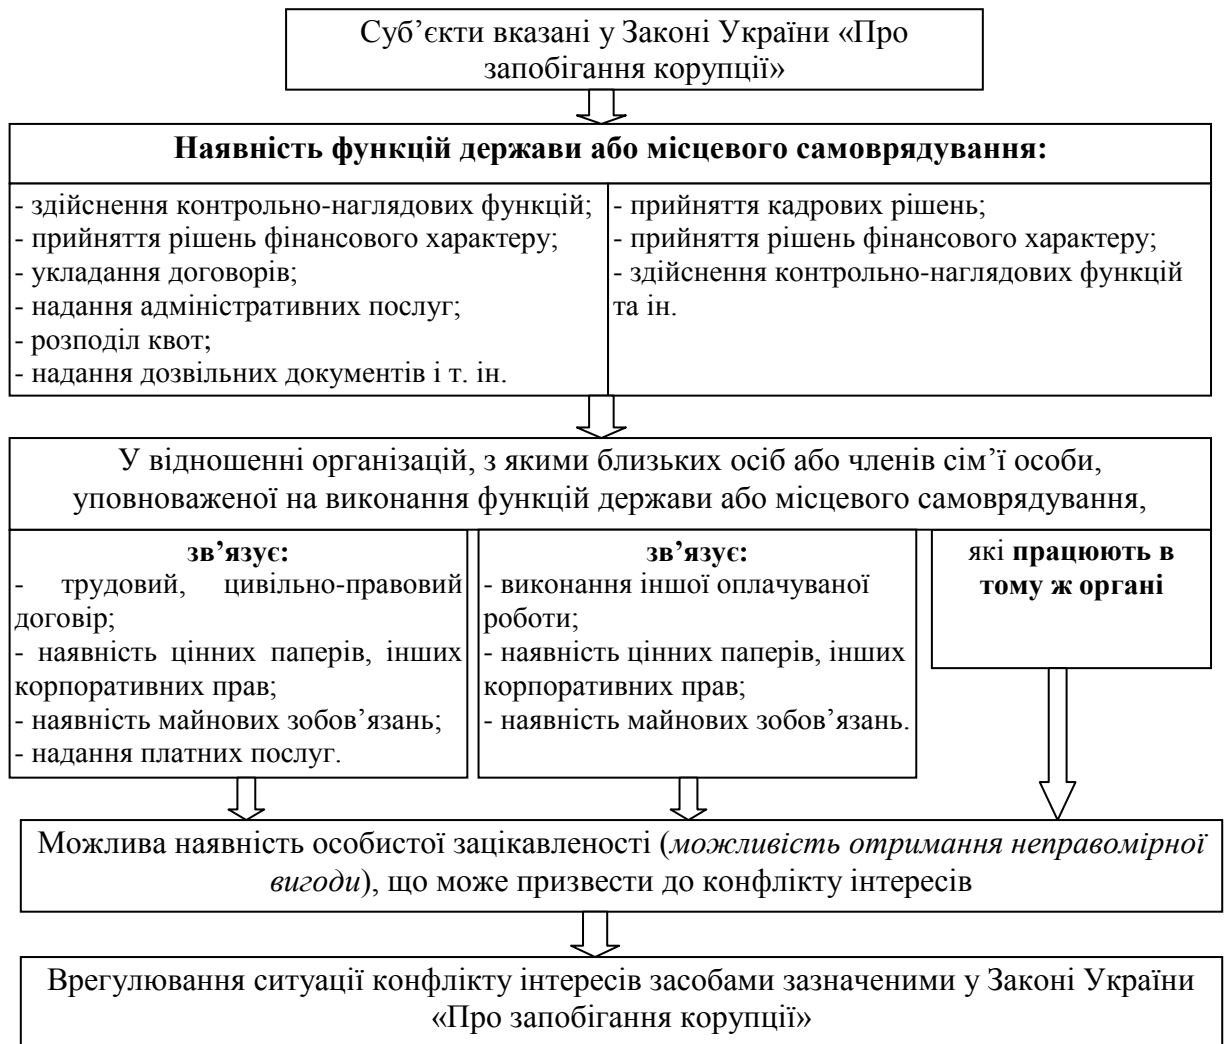 Суб’єкти вказані у Законі України «Про
запобігання корупції»
Наявність функцій держави або місцевого самоврядування:
- здійснення контрольно-наглядових функцій;
- прийняття рішень фінансового характеру;
- укладання договорів;
- надання адміністративних послуг;
- розподіл квот;
- надання дозвільних документів і т. ін.
- прийняття кадрових рішень;
- прийняття рішень фінансового характеру;
- здійснення контрольно-наглядових функцій
та ін.
У відношенні організацій, з якими близьких осіб або членів сім’ї особи,
уповноваженої на виконання функцій держави або місцевого самоврядування,
зв’язує:
- трудовий, цивільно-правовий
договір;
- наявність цінних паперів, інших
корпоративних прав;
- наявність майнових зобов’язань;
- надання платних послуг.
зв’язує:
- виконання іншої оплачуваної
роботи;
- наявність цінних паперів, інших
корпоративних прав;
- наявність майнових зобов’язань.
які працюють в
тому ж органі
Можлива наявність особистої зацікавленості (можливість отримання неправомірної
вигоди), що може призвести до конфлікту інтересів
Врегулювання ситуації конфлікту інтересів засобами зазначеними у Законі України
«Про запобігання корупції»